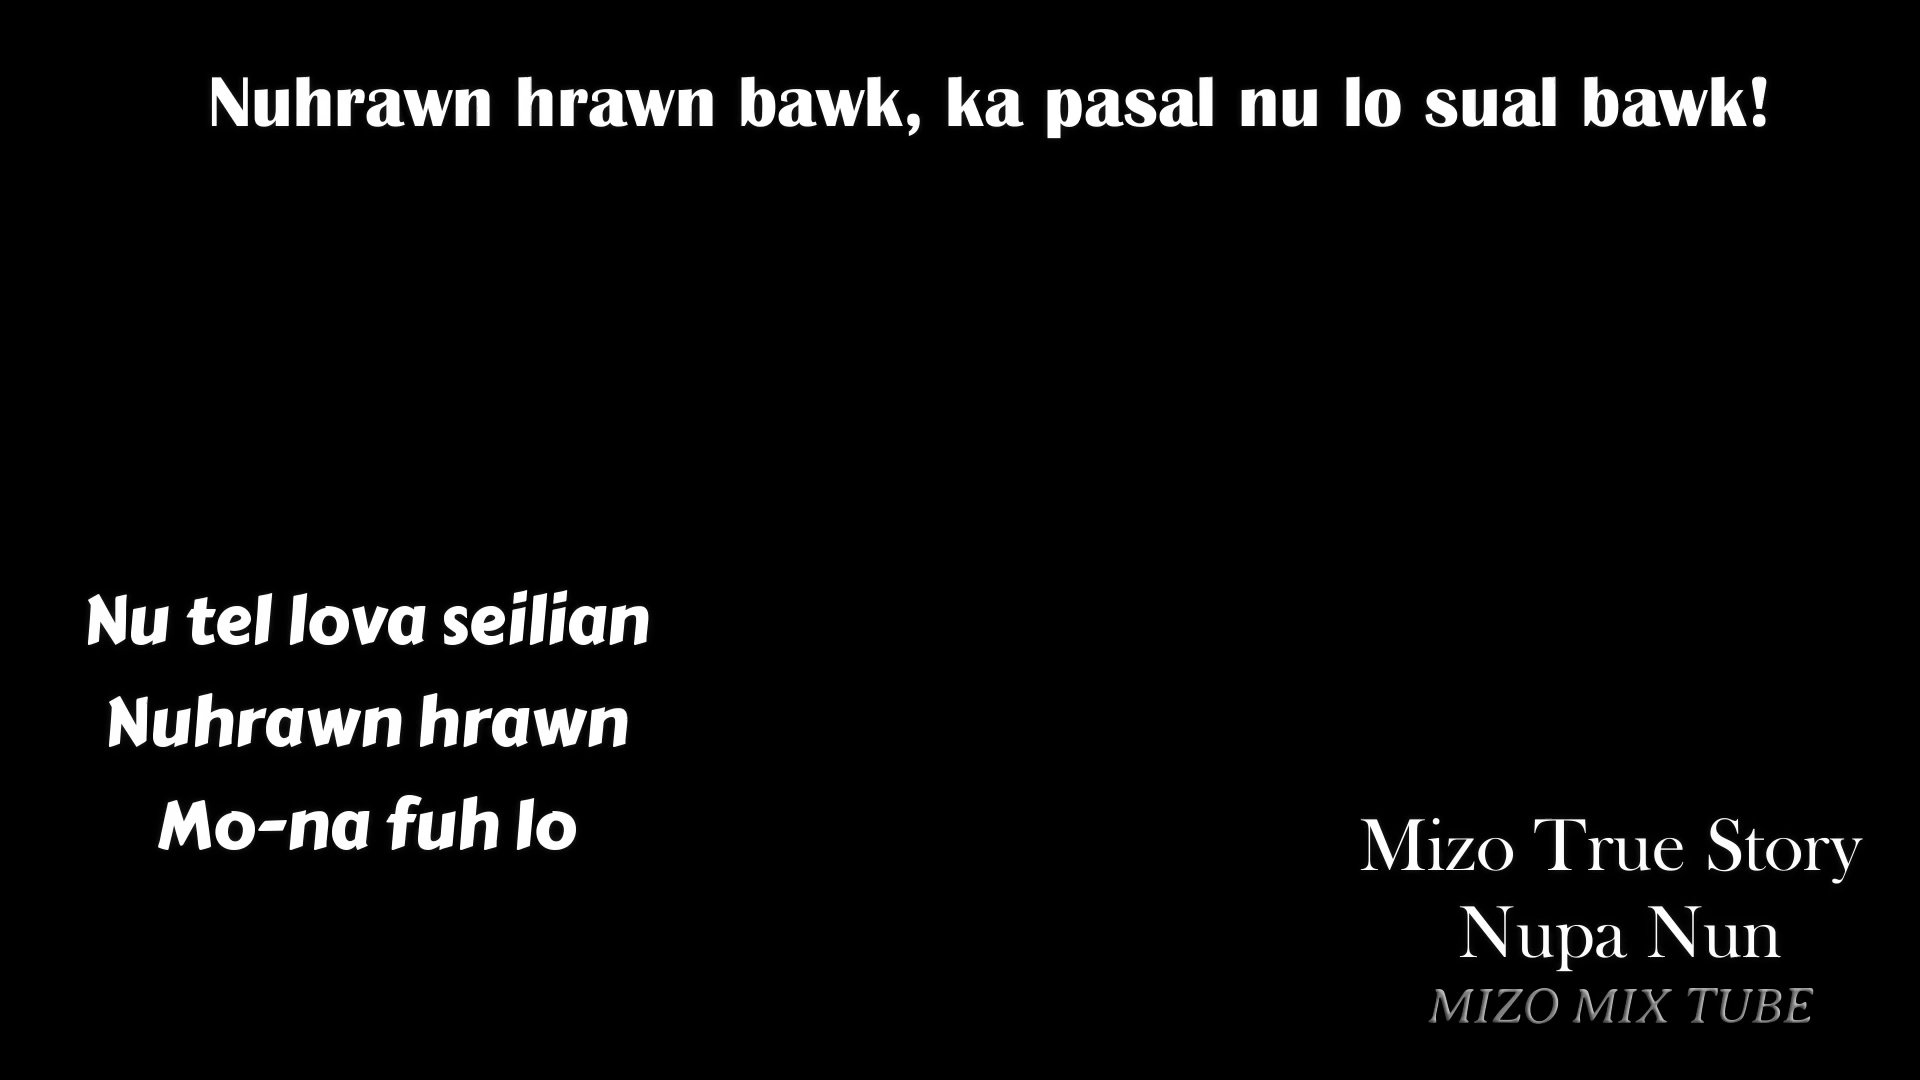 Nuhrawn hrawn bawk, ka pasal nu lo sual bawk!
Nu tel lova seilian
Nuhrawn hrawn
Mo-na fuh lo
Mizo True Story
Nupa Nun
MIZO MIX TUBE